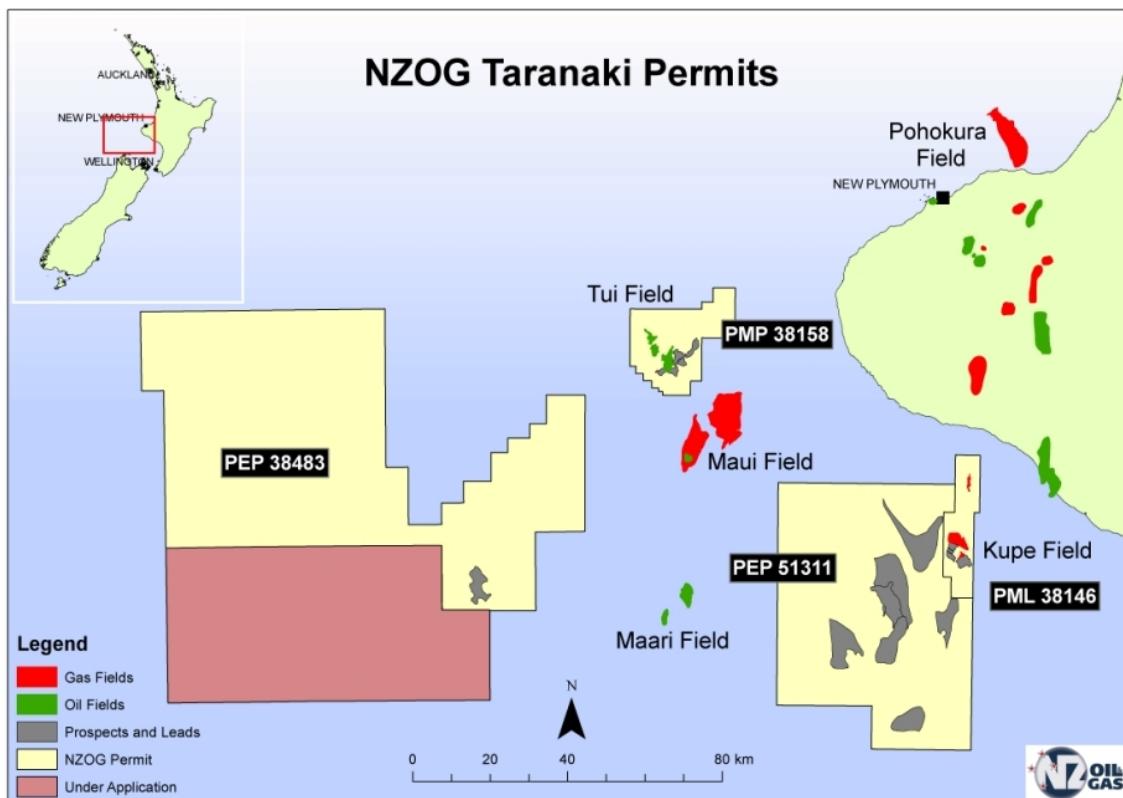 NZOG Taranaki Permits
AUCKLAND
NEW PLYMOUTH
WELLINGTON
Pohokura
Field
NEW PLYMOUTH
Tui Field
PMP 38158
PEP 38483
Maui Field
Kupe Field
PEP 51311
PML 38146
Maari Field
Legend
Gas Fields
Oil Fields
Prospects and Leads
NZOG Permit
Under Application
N
0 20 40 80 km
NZ OIL
GAS